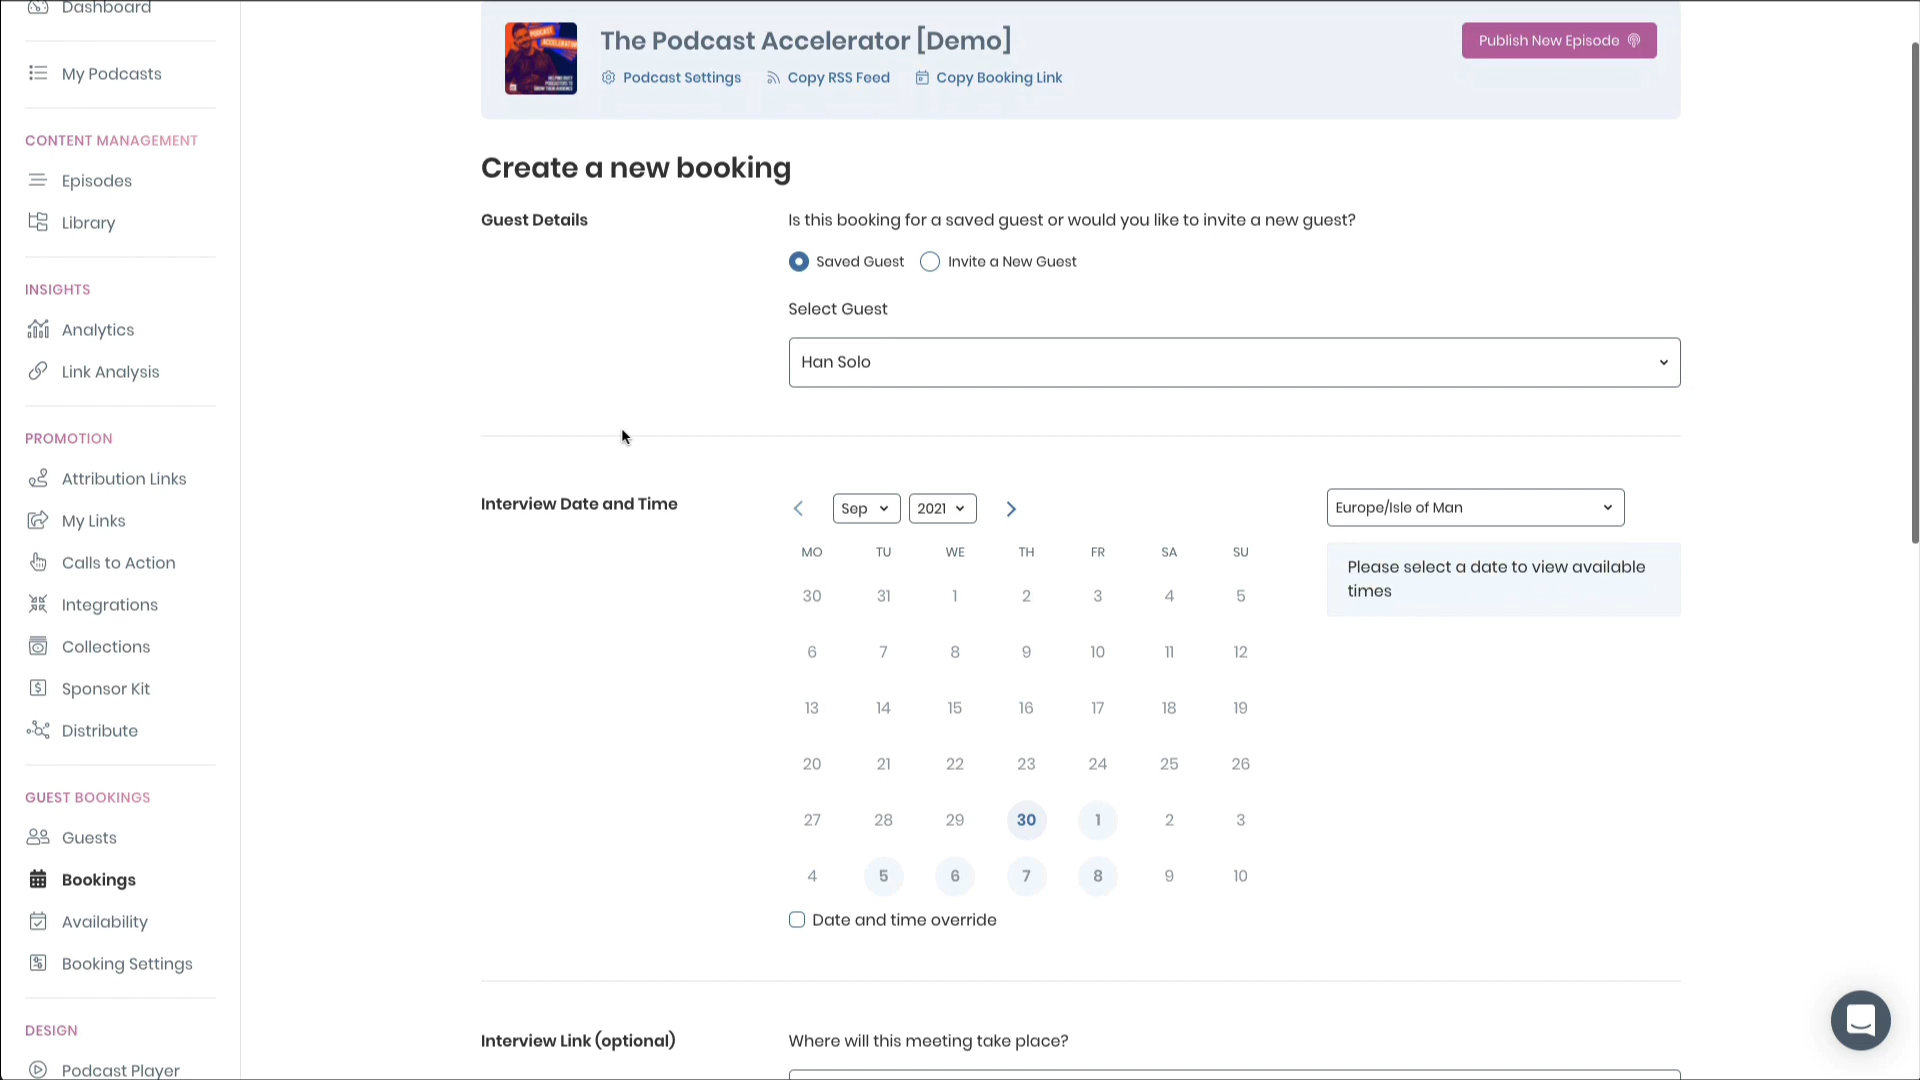 Dashboard
My Podcasts
CONTENT MANAGEMENT
Episodes
Library
INSIGHTS
Analytics
Link Analysis
PROMOTION
Attribution Links
My Links
Calls to Action
Integrations
Collections
Sponsor Kit
Distribute
GUEST BOOKINGS
Guests
Bookings
Availability
Booking Settings
DESIGN
Podcast Player
PODCAST
ACCELERATOR
The Podcast Accelerator [Demo]
Podcast Settings Copy RSS Feed Copy Booking Link
Publish New Episode
Create a new booking
Guest Details
Is this booking for a saved guest or would you like to invite a new guest?
Saved Guest Invite a New Guest
Select Guest
Han Solo
Interview Date and Time
Sep 2021
MO TU WE TH FR SA SU
30 31 1 2 3 4 5
6 7 8 9 10 11 12
13 14 15 16 17 18 19
20 21 22 23 24 25 26
27 28 29 30 1 2 3
4 5 6 7 8 9 10
Date and time override
Europe/Isle of Man
Please select a date to view available
times
Interview Link (optional)
Where will this meeting take place?